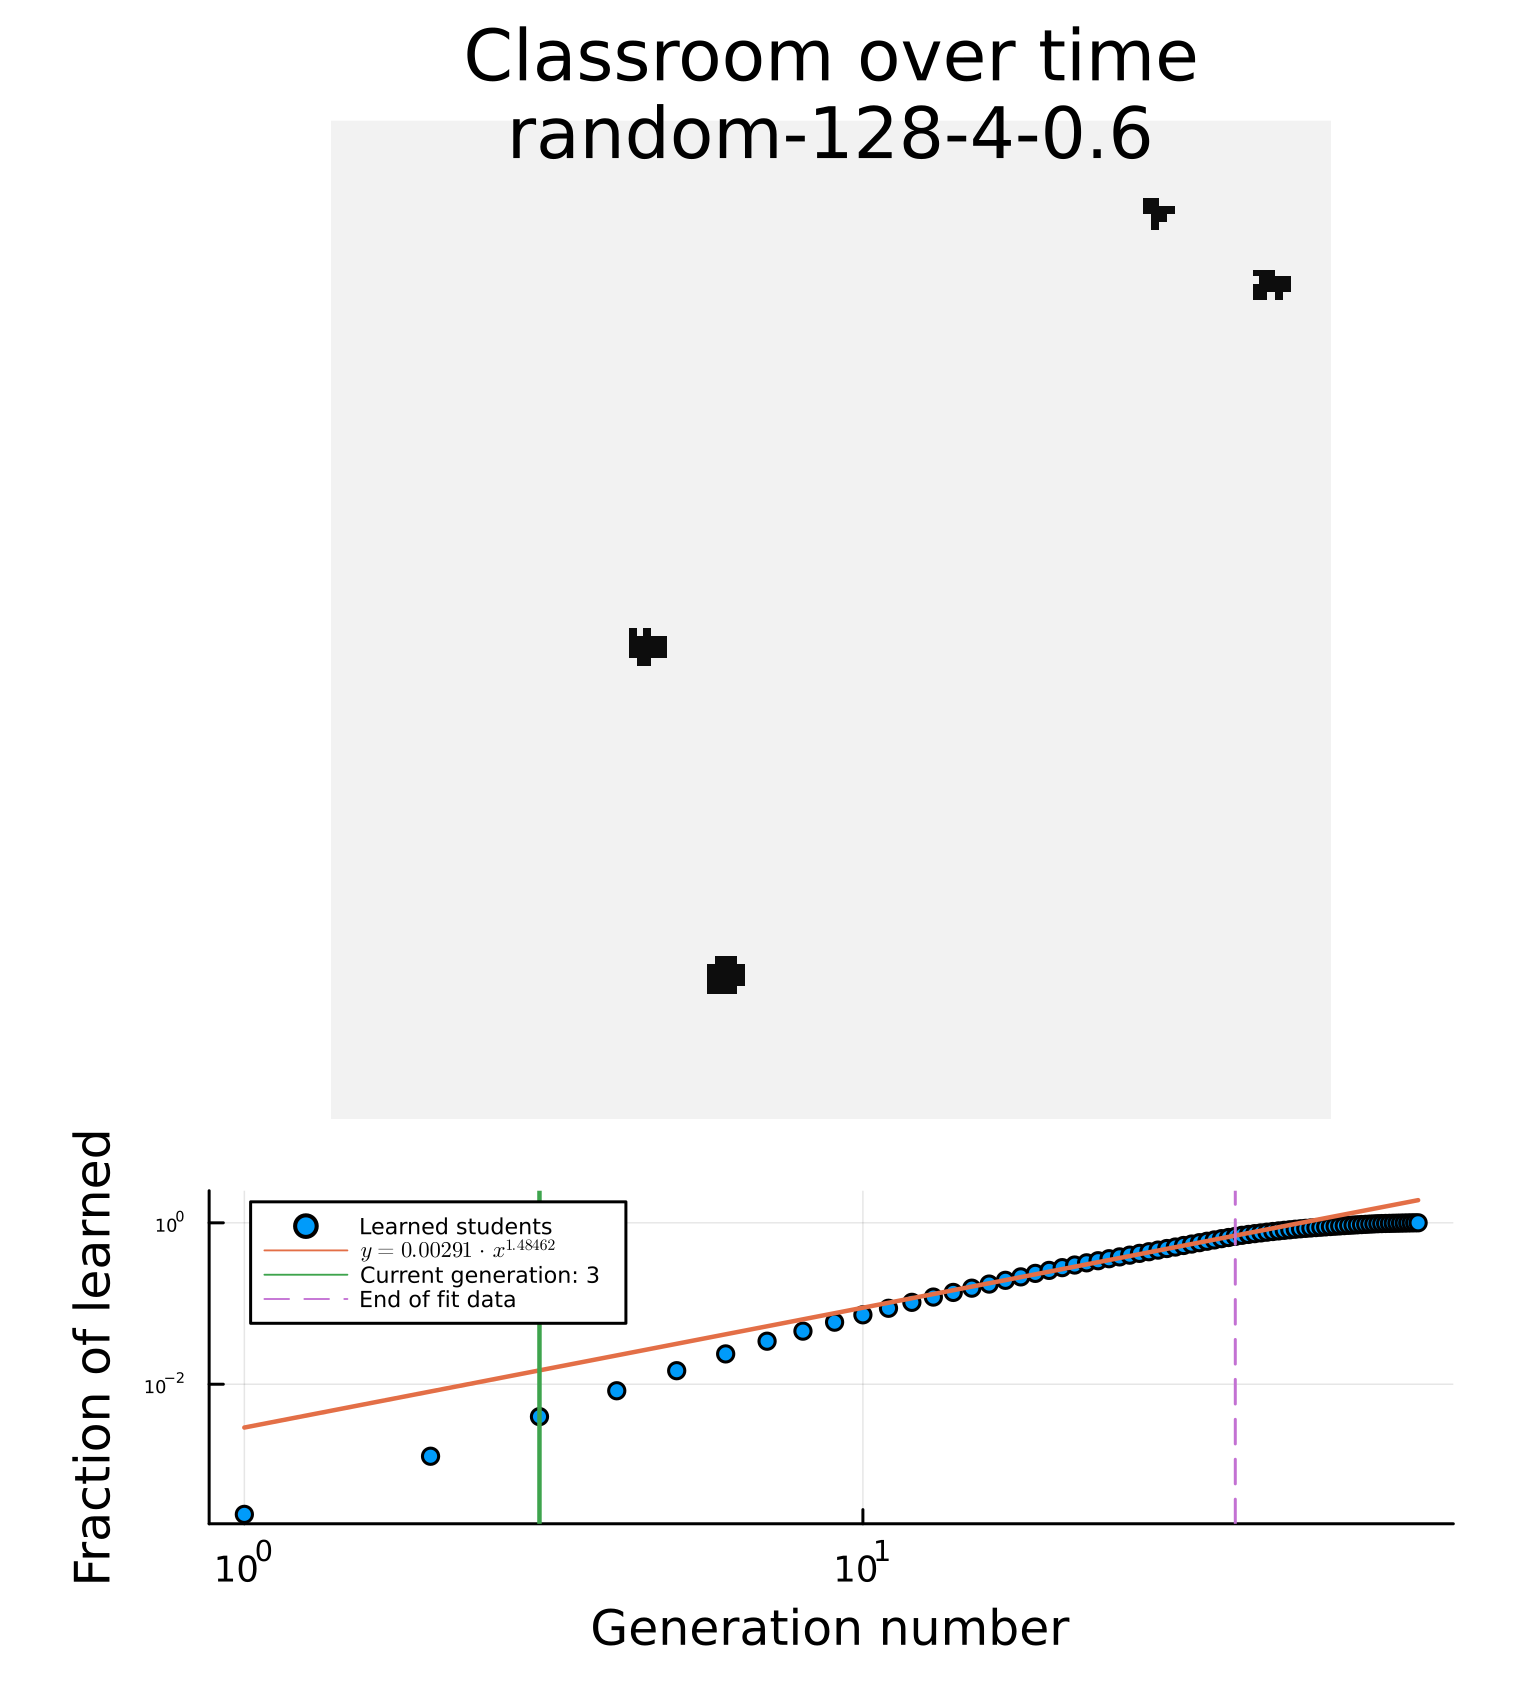 Classroom over time
random-128-4-0.6
Fraction of learned
10^0
10^-2
Learned students
y = 0.00291 · x^1.48462
Current generation: 3
End of fit data
10^0
10^1
Generation number